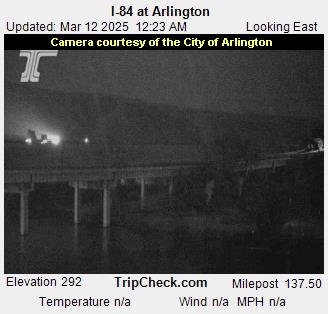 I-84 at Arlington
Updated: Mar 12 2025 12:23 AM Looking East
Camera courtesy of the City of Arlington
Elevation 292 TripCheck.com Milepost 137.50
Temperature n/a Wind n/a MPH n/a